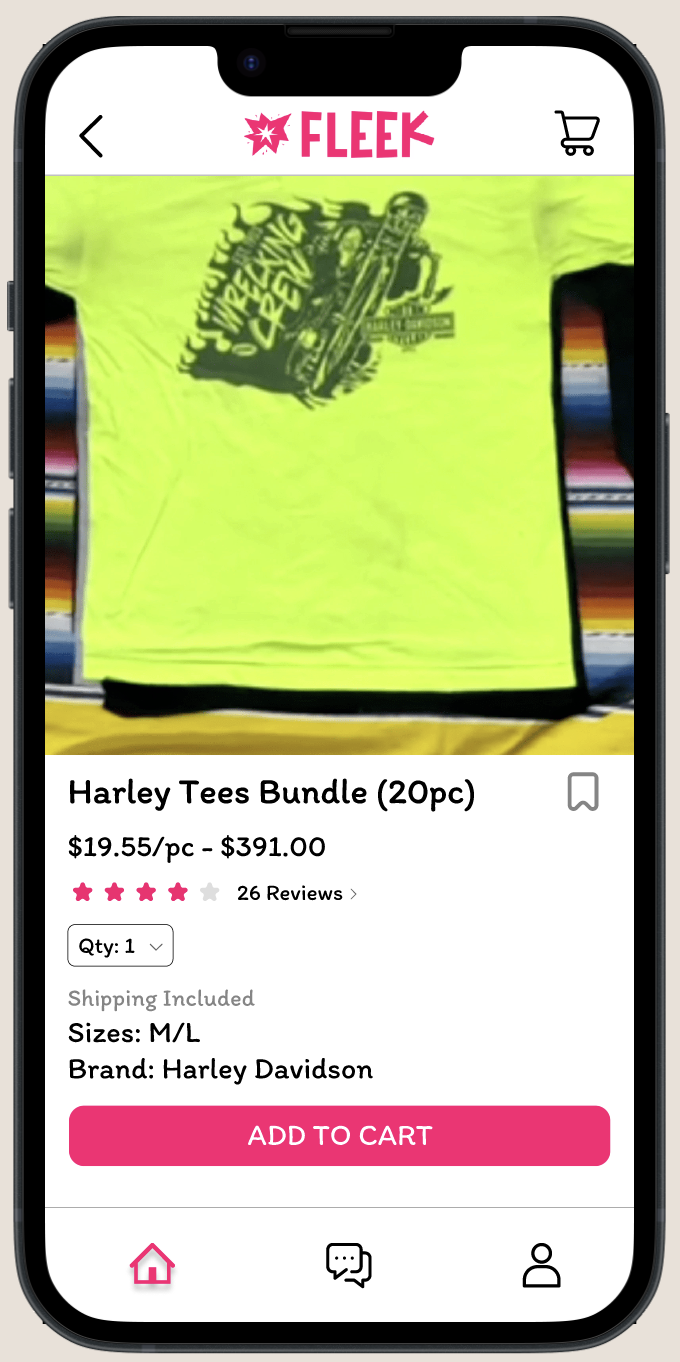 FLEEK
WRECKING
CREW
HARLEY-DAVIDSON
Harley Tees Bundle (20pc)
$19.55/pc - $391.00
26 Reviews
Qty: 1
Shipping Included
Sizes: M/L
Brand: Harley Davidson
ADD TO CART